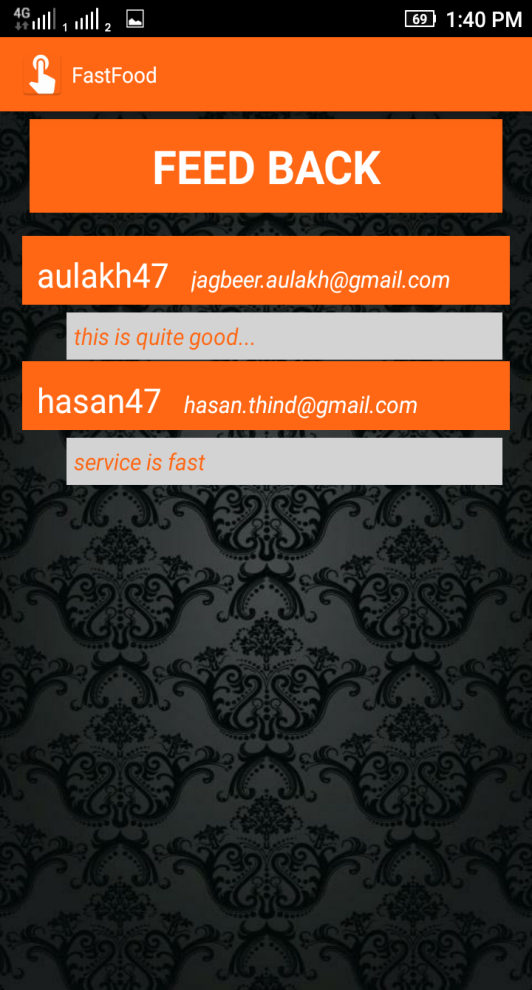 4G 1 2 69 1:40 PM
FastFood
FEED BACK
aulakh47 jagbeer.aulakh@gmail.com
this is quite good...
hasan47 hasan.thind@gmail.com
service is fast